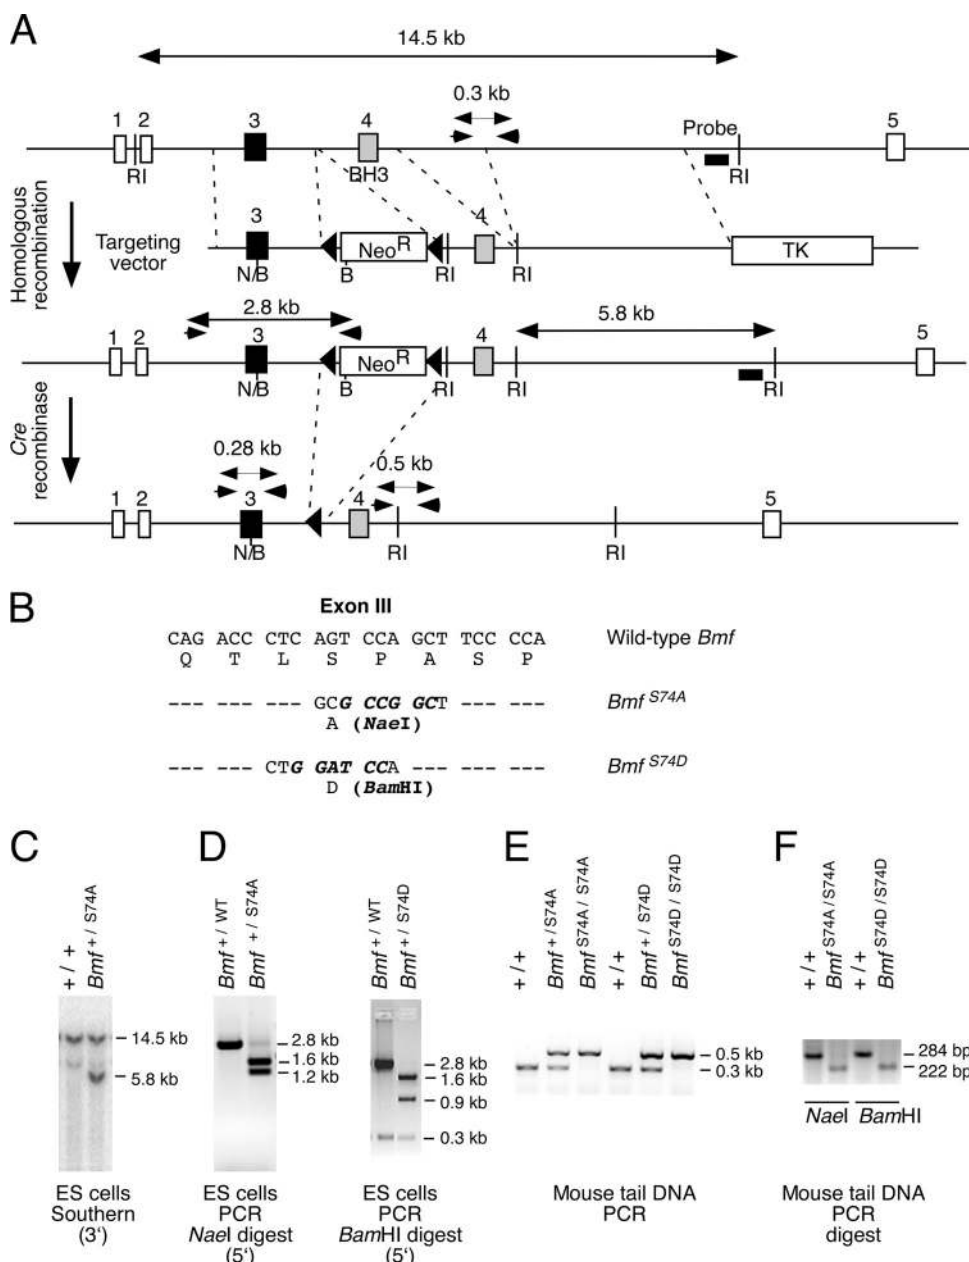 A
14.5 kb
0.3 kb
1 2 3 4 Probe 5
RI BH3 RI
Homologous
recombination
Targeting
vector
3 4
Neo^R TK
N/B B RI RI
2.8 kb 5.8 kb
1 2 3 4 5
Neo^R
N/B B RI RI RI
Cre
recombinase
0.28 kb 0.5 kb
1 2 3 4 5
N/B RI RI
B
Exon III
CAG ACC CTC AGT CCA GCT TCC CCA Wild-type Bmf
Q T L S P A S P
--- --- --- GCG CCG GCT --- --- Bmf S74A
A (NaeI)
--- --- CTG GAT CCA --- --- --- Bmf S74D
D (BamHI)
C
+ / +
Bmf + / S74A
14.5 kb
5.8 kb
ES cells
Southern
(3')
D
Bmf + / WT
Bmf + / S74A
2.8 kb
1.6 kb
1.2 kb
ES cells
PCR
NaeI digest
(5')
Bmf + / WT
Bmf + / S74D
2.8 kb
1.6 kb
0.9 kb
0.3 kb
ES cells
PCR
BamHI digest
(5')
E
+ / +
Bmf + / S74A
Bmf S74A / S74A
+ / +
Bmf + / S74D
Bmf S74D / S74D
0.5 kb
0.3 kb
Mouse tail DNA
PCR
F
+ / +
Bmf S74A / S74A
+ / +
Bmf S74D / S74D
284 bp
222 bp
NaeI BamHI
Mouse tail DNA
PCR
digest